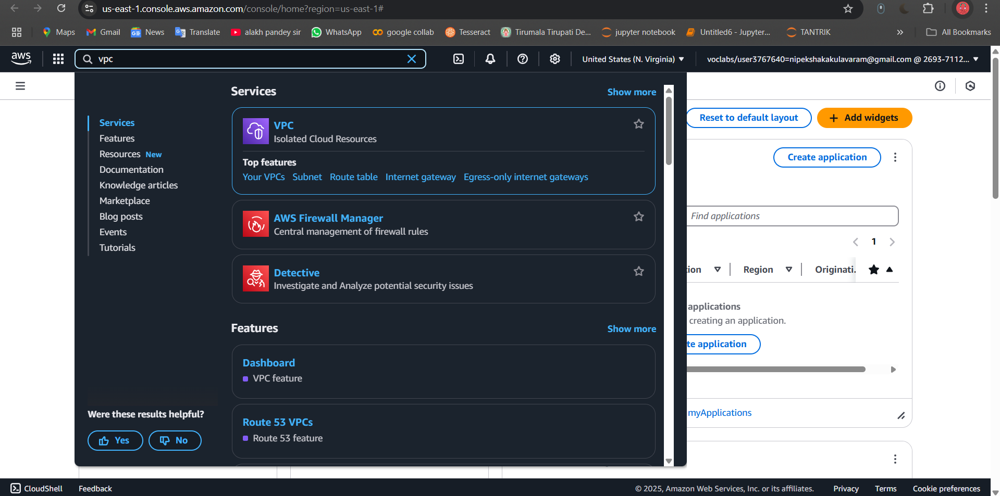 us-east-1.console.aws.amazon.com/console/home?region=us-east-1#
Maps Gmail News Translate alakh pandey sir WhatsApp google collab Tesseract Tirumala Tirupati De... jupyter notebook Untitled6 - Jupyter... TANTRIK » All Bookmarks
aws vpc United States (N. Virginia) voclabs/user3767640=nipekshakakulavaram@gmail.com @ 2693-7112...
Services
Features
Resources New
Documentation
Knowledge articles
Marketplace
Blog posts
Events
Tutorials
Were these results helpful?
Yes No
Services Show more
VPC
Isolated Cloud Resources
Top features
Your VPCs Subnet Route table Internet gateway Egress-only internet gateways
AWS Firewall Manager
Central management of firewall rules
Detective
Investigate and Analyze potential security issues
Features Show more
Dashboard
VPC feature
Route 53 VPCs
Route 53 feature
Reset to default layout + Add widgets
Create application
Find applications
1
ion Region Originati.
applications
creating an application.
te application
myApplications
CloudShell Feedback © 2025, Amazon Web Services, Inc. or its affiliates. Privacy Terms Cookie preferences